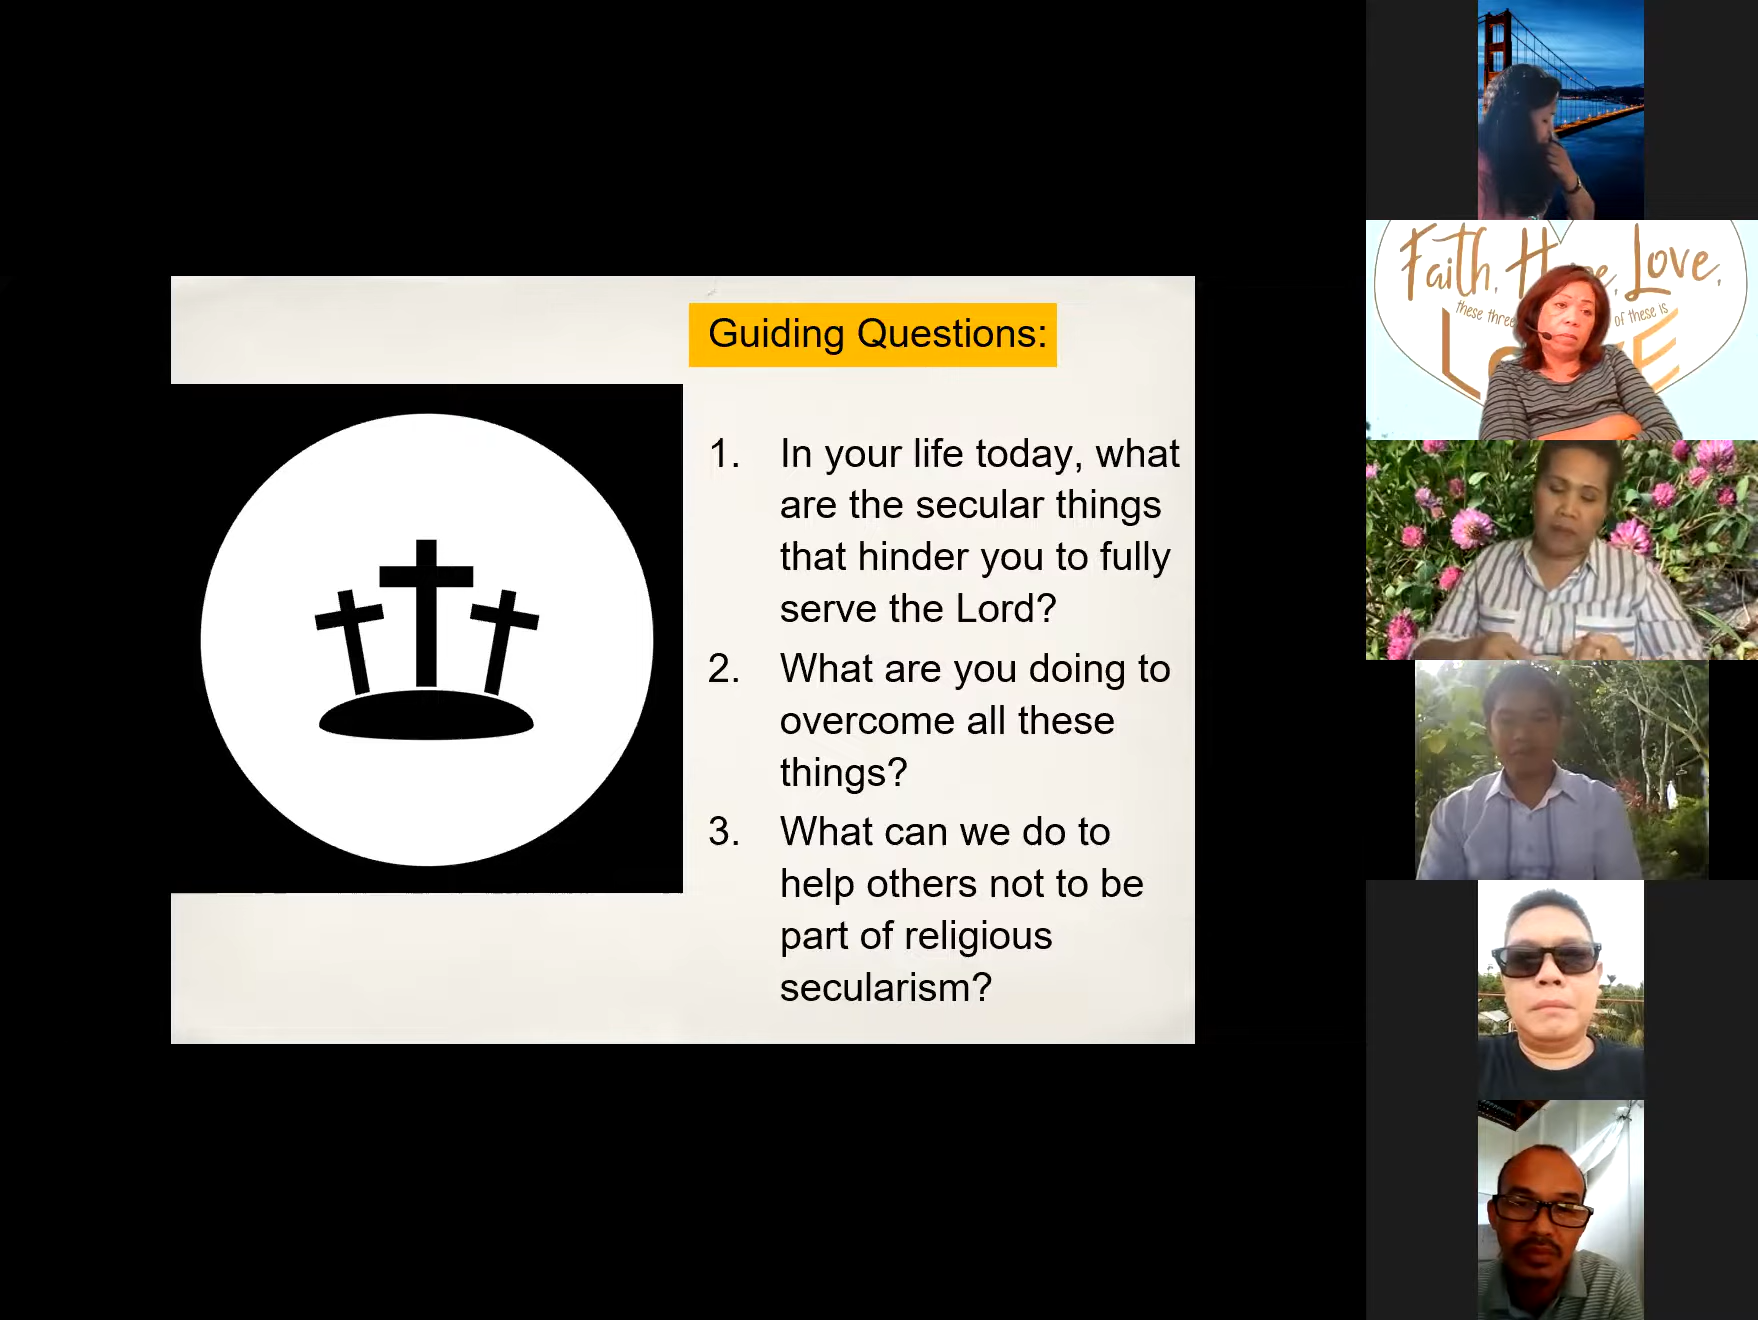 Guiding Questions:
1. In your life today, what
are the secular things
that hinder you to fully
serve the Lord?
2. What are you doing to
overcome all these
things?
3. What can we do to
help others not to be
part of religious
secularism?
Faith, Love,
these three of these is